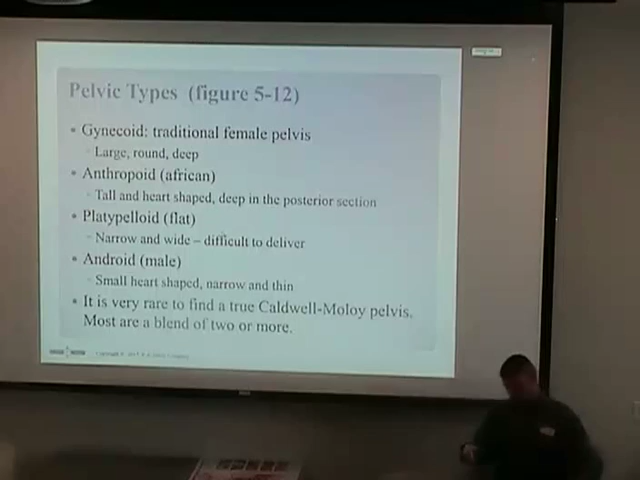 Pelvic Types (figure 5-12)
• Gynecoid: traditional female pelvis
Large, round, deep
• Anthropoid (african)
Tall and heart shaped, deep in the posterior section
• Platypelloid (flat)
Narrow and wide – difficult to deliver
• Android (male)
Small heart shaped, narrow and thin
• It is very rare to find a true Caldwell-Moloy pelvis.
Most are a blend of two or more.